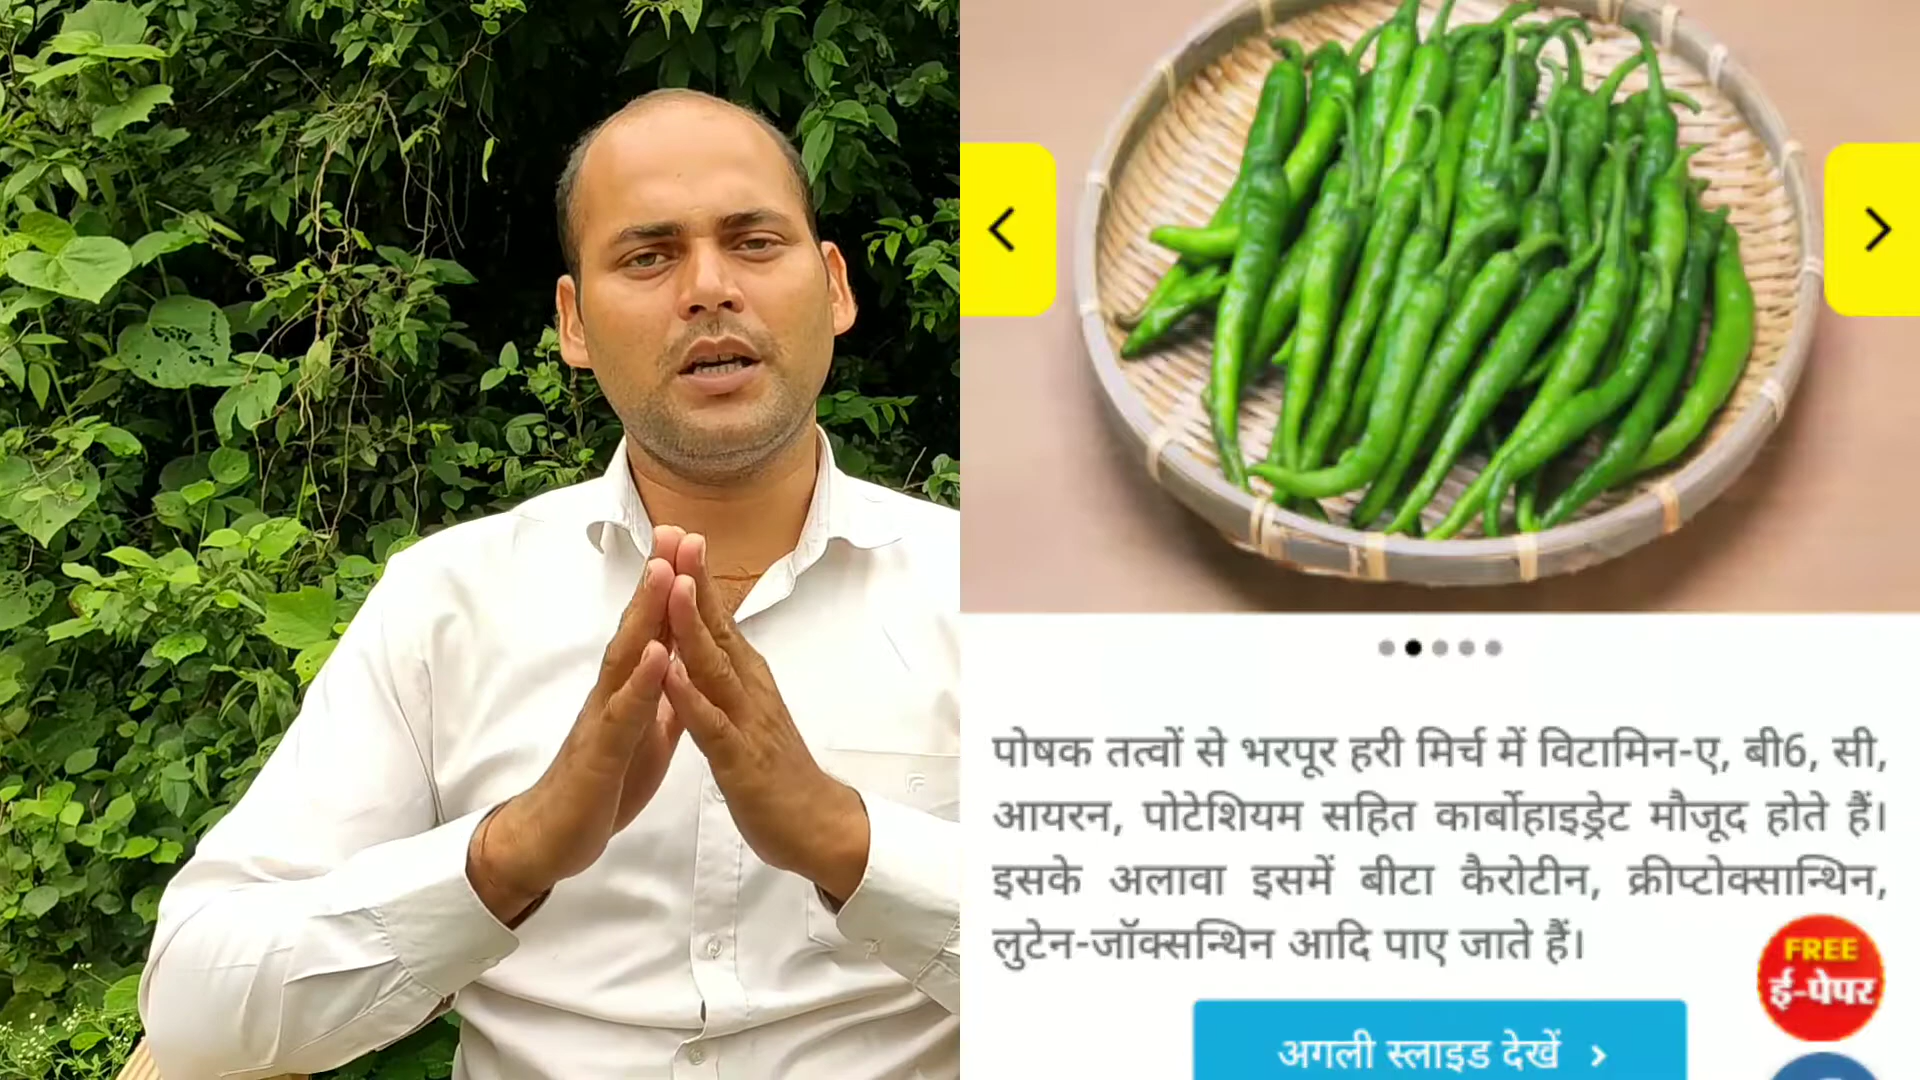 पोषक तत्वों से भरपूर हरी मिर्च में विटामिन-ए, बी6, सी,
आयरन, पोटेशियम सहित कार्बोहाइड्रेट मौजूद होते हैं।
इसके अलावा इसमें बीटा कैरोटीन, क्रीप्टोक्सान्थिन,
लुटेन-जॉक्सन्थिन आदि पाए जाते हैं।
FREE
ई-पेपर
अगली स्लाइड देखें